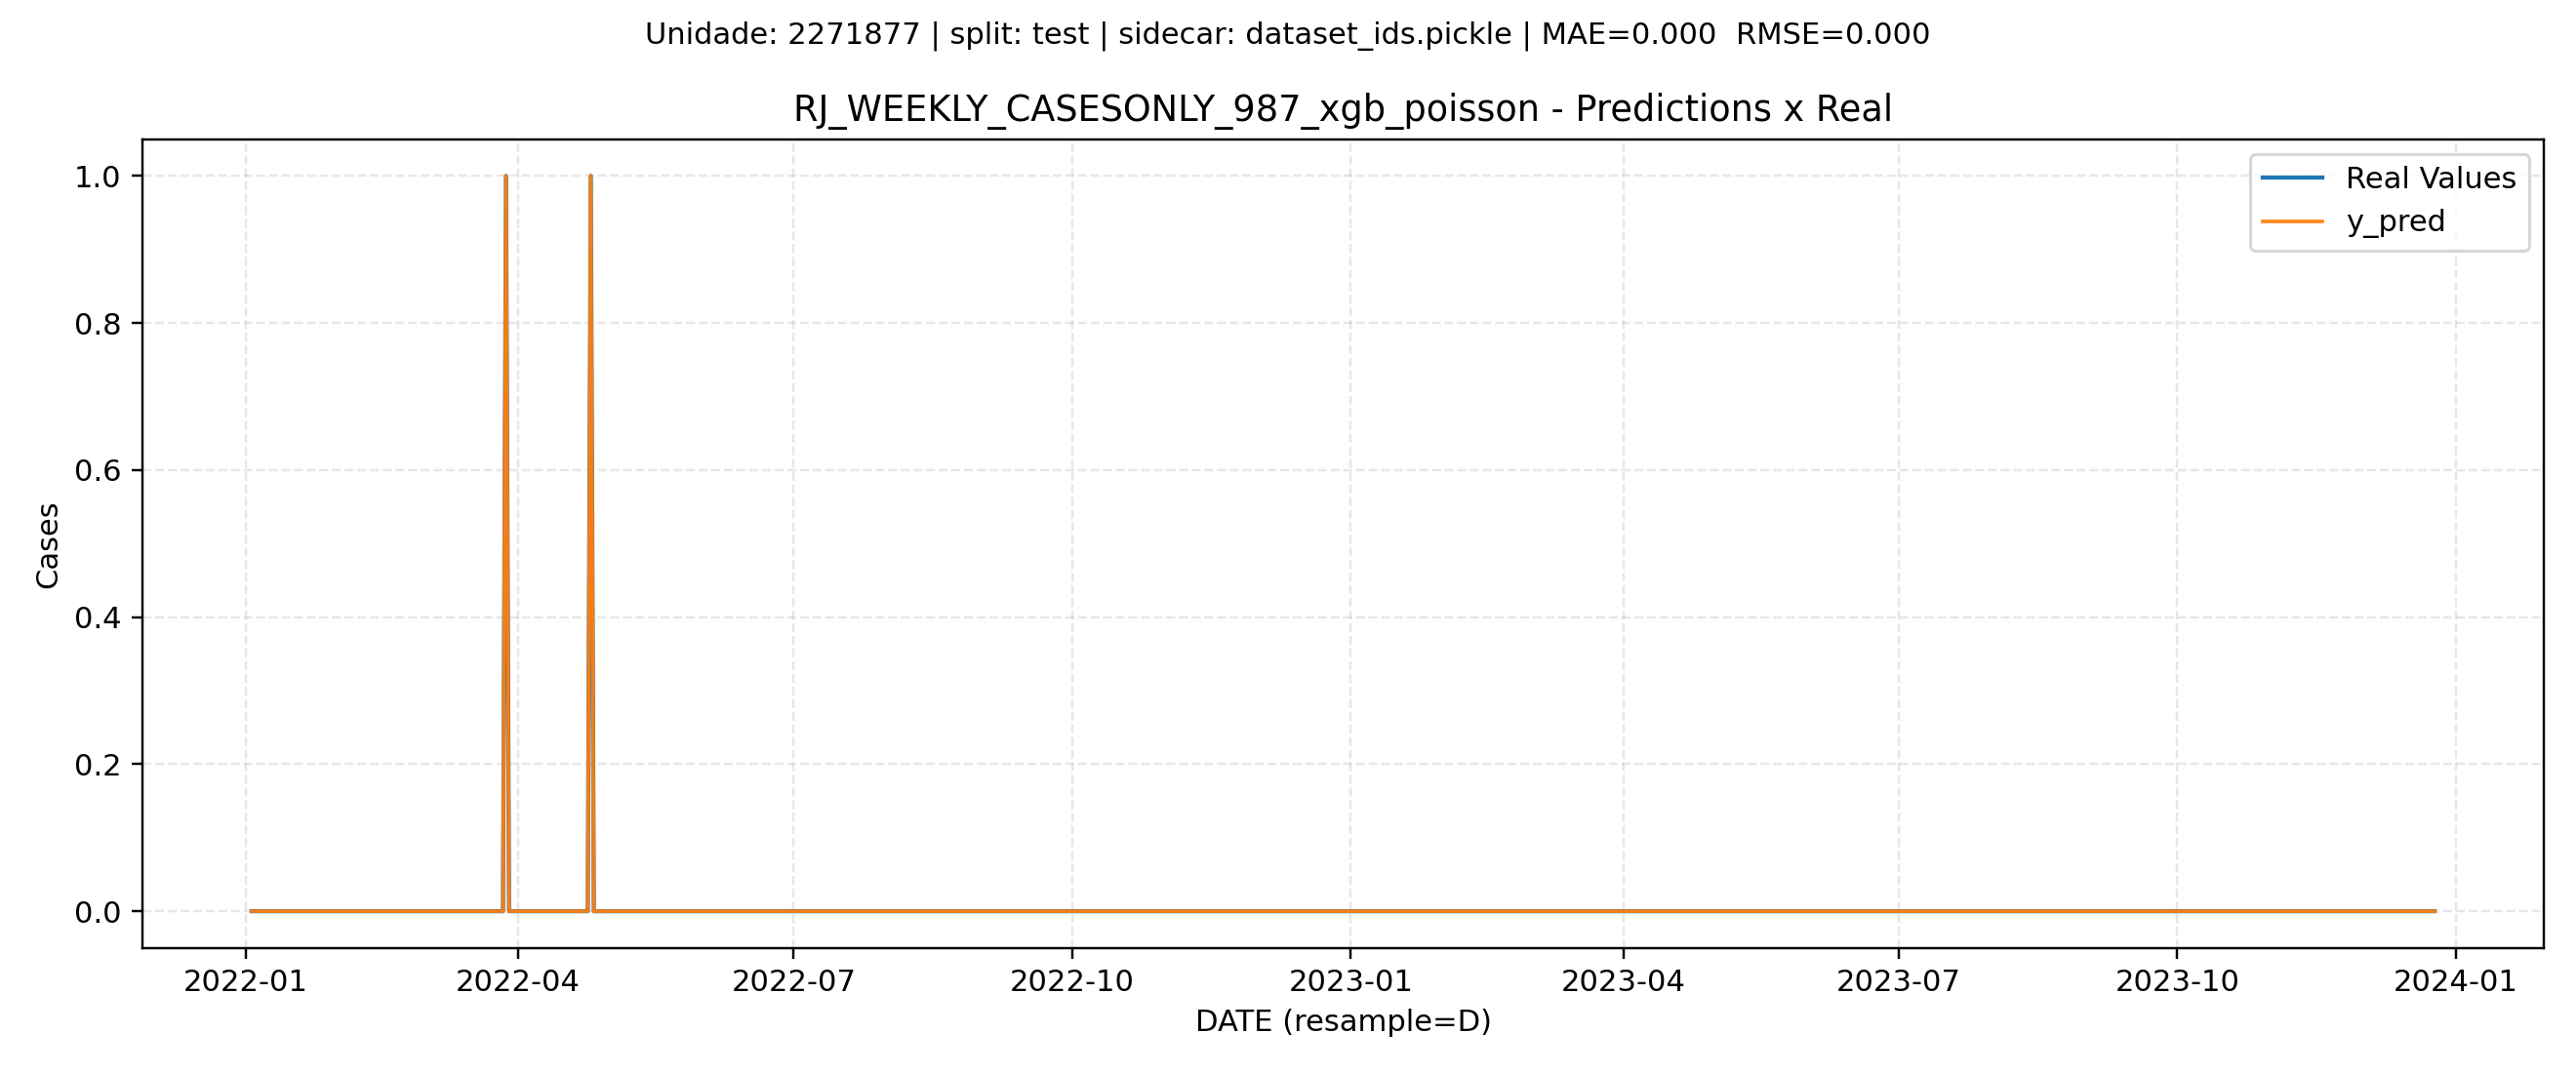 Unidade: 2271877 | split: test | sidecar: dataset_ids.pickle | MAE=0.000  RMSE=0.000
RJ_WEEKLY_CASESONLY_987_xgb_poisson - Predictions x Real
Real Values
y_pred
1.0
0.8
0.6
0.4
0.2
0.0
Cases
2022-01
2022-04
2022-07
2022-10
2023-01
2023-04
2023-07
2023-10
2024-01
DATE (resample=D)